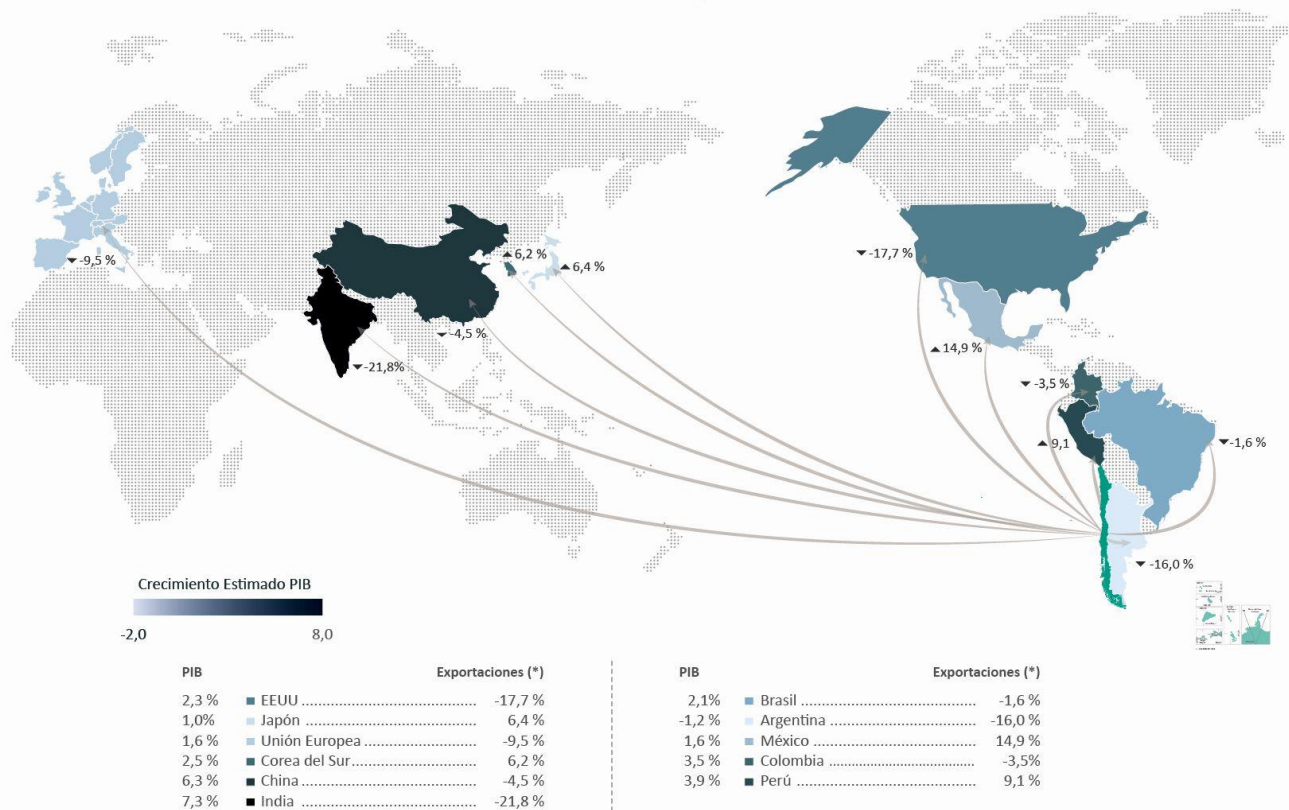 ▼ -17,7 %
▼ -9,5 %
▲ 6,2 %
▲ 6,4 %
▼ -4,5 %
▲ 14,9 %
▼ -21,8%
▼ -3,5 %
▲ 9,1
▼ -1,6 %
▼ -16,0 %
Crecimiento Estimado PIB
-2,0 8,0
PIB Exportaciones (*)
2,3 % EEUU -17,7 %
1,0% Japón 6,4 %
1,6 % Unión Europea -9,5 %
2,5 % Corea del Sur 6,2 %
6,3 % China -4,5 %
7,3 % India -21,8 %
PIB Exportaciones (*)
2,1% Brasil -1,6 %
-1,2 % Argentina -16,0 %
1,6 % México 14,9 %
3,5 % Colombia -3,5%
3,9 % Perú 9,1 %